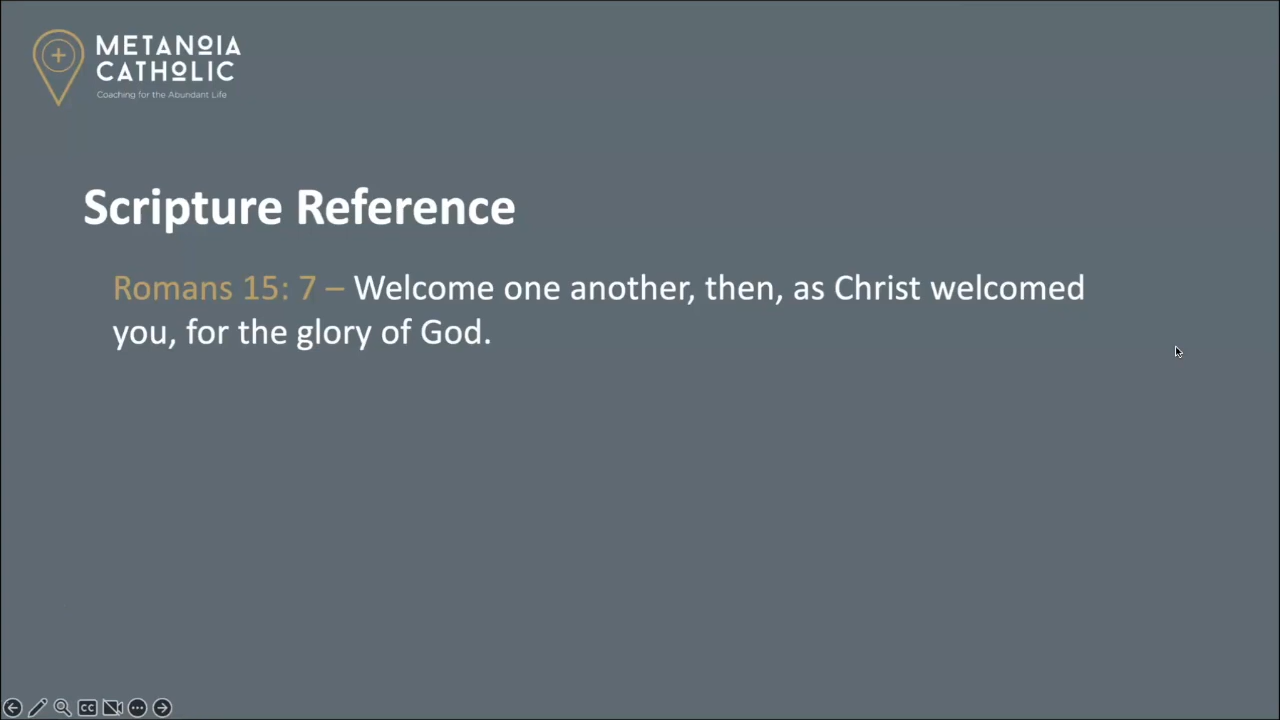 METANOIA
CATHOLIC
Coaching for the Abundant Life
Scripture Reference
Romans 15: 7 – Welcome one another, then, as Christ welcomed
you, for the glory of God.
CC